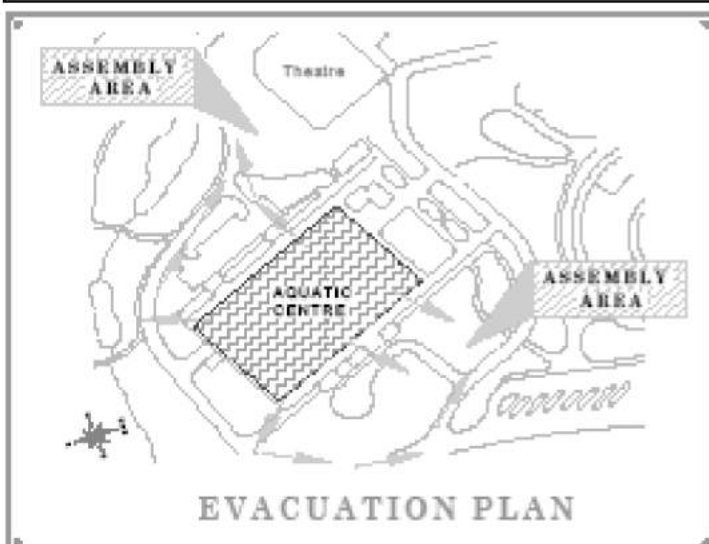 ASSEMBLY
AREA
Theatre
AQUATIC
CENTRE
ASSEMBLY
AREA
EVACUATION PLAN